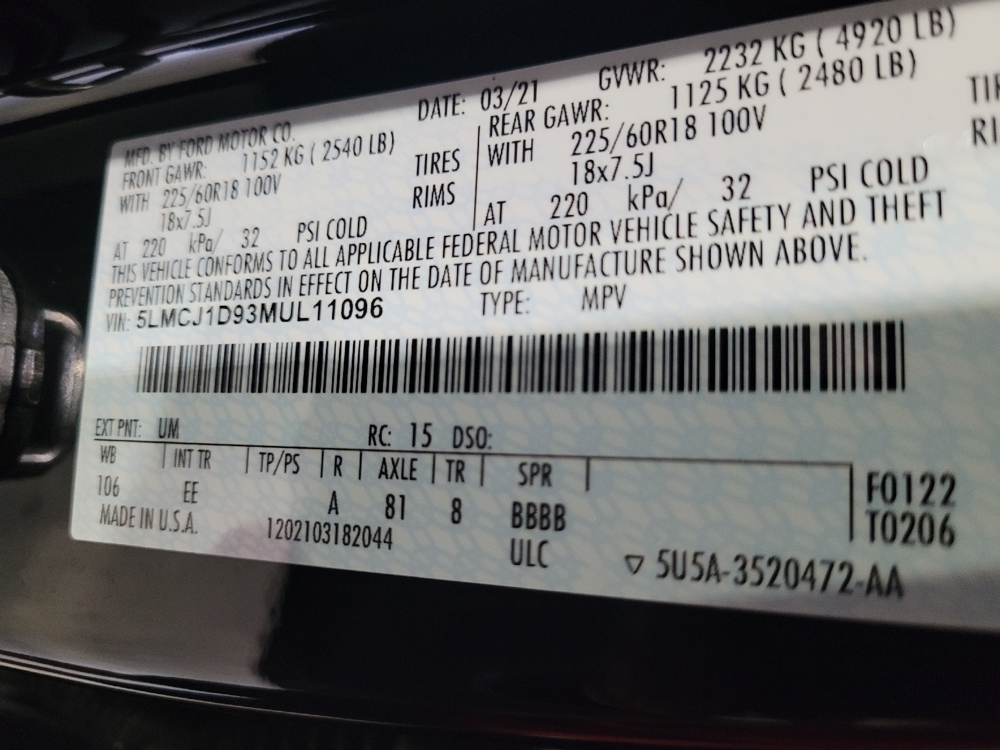 MFD. BY FORD MOTOR CO. DATE: 03/21 GVWR: 2232 KG ( 4920 LB)
FRONT GAWR: 1152 KG ( 2540 LB) REAR GAWR: 1125 KG ( 2480 LB)
WITH 225/60R18 100V TIRES WITH 225/60R18 100V
18x7.5J RIMS 18x7.5J
AT 220 kPa/ 32 PSI COLD AT 220 kPa/ 32 PSI COLD
THIS VEHICLE CONFORMS TO ALL APPLICABLE FEDERAL MOTOR VEHICLE SAFETY AND THEFT
PREVENTION STANDARDS IN EFFECT ON THE DATE OF MANUFACTURE SHOWN ABOVE.
VIN: 5LMCJ1D93MUL11096 TYPE: MPV
EXT PNT: UM RC: 15 DSO:
WB INT TR TP/PS R AXLE TR SPR
106 EE A 81 8 BBBB
F0122
T0206
MADE IN U.S.A. 1202103182044 ULC ▽ 5U5A-3520472-AA